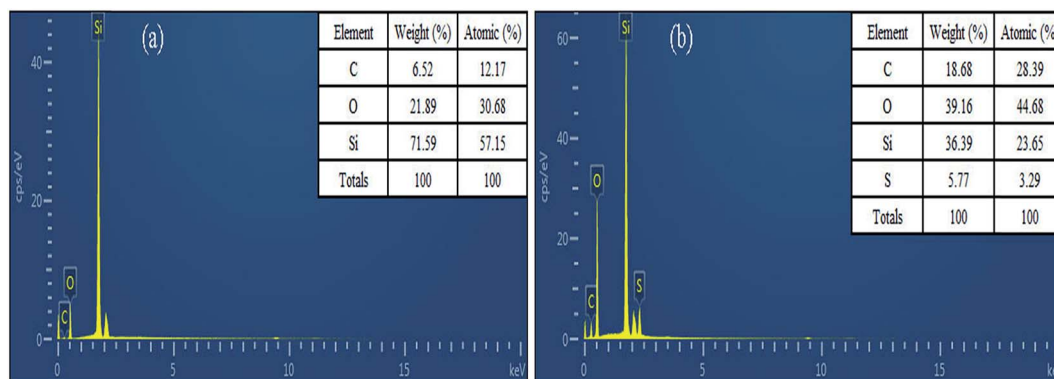 (a)
Si
O
C
cps/eV
40
20
0
0 5 10 15 keV
Element Weight (%) Atomic (%)
C 6.52 12.17
O 21.89 30.68
Si 71.59 57.15
Totals 100 100
(b)
Si
O
C
S
cps/eV
60
40
20
0
0 5 10 15
Element Weight (%) Atomic (%)
C 18.68 28.39
O 39.16 44.68
Si 36.39 23.65
S 5.77 3.29
Totals 100 100